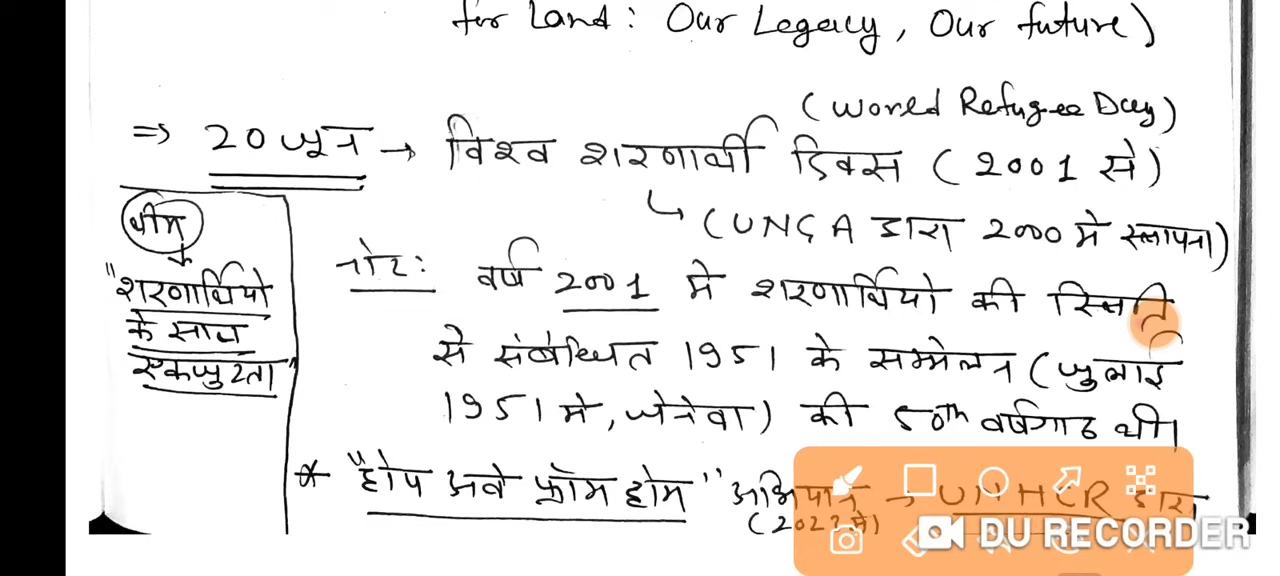 for Land: Our Legacy, Our future)
(World Refugee Day)
=> 20 जून → विश्व शरणार्थी दिवस (2001 से)
(UNGA द्वारा 2000 में स्थापना)
थीम
"शरणार्थियो
के साथ
एकजुटता"
नोट: वर्ष 2001 में शरणार्थियो की स्थिति
से संबंधित 1951 के सम्मेलन (जुलाई
1951 में, जेनेवा) की 50th वर्षगाठ थी।
* "होप अवे फ्रॉम होम" अभियान → UNHCR द्वारा
DU RECORDER